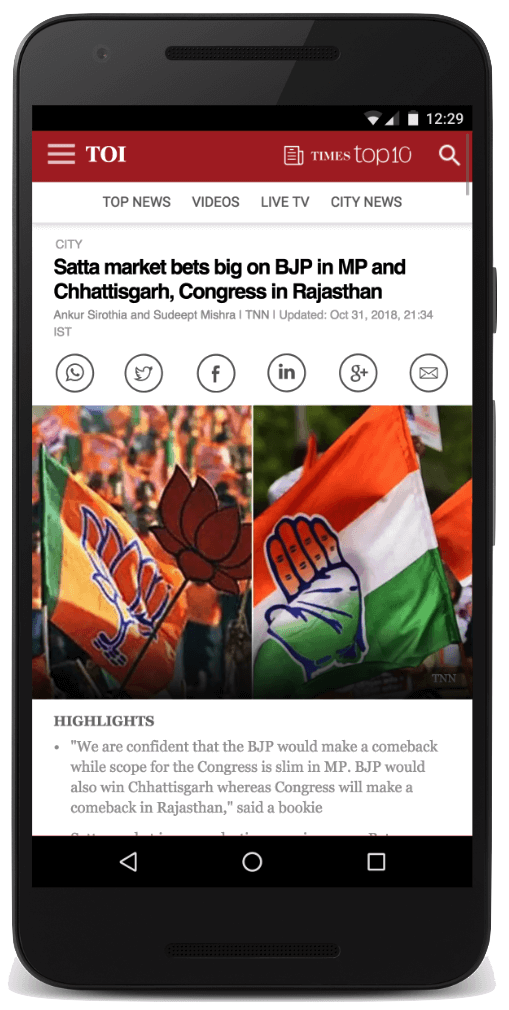 12:29
TOI
TIMES top10
TOP NEWS VIDEOS LIVE TV CITY NEWS
CITY
Satta market bets big on BJP in MP and
Chhattisgarh, Congress in Rajasthan
Ankur Sirothia and Sudeept Mishra | TNN | Updated: Oct 31, 2018, 21:34
IST
f in g+
TNN
HIGHLIGHTS
• "We are confident that the BJP would make a comeback
while scope for the Congress is slim in MP. BJP would
also win Chhattisgarh whereas Congress will make a
comeback in Rajasthan," said a bookie